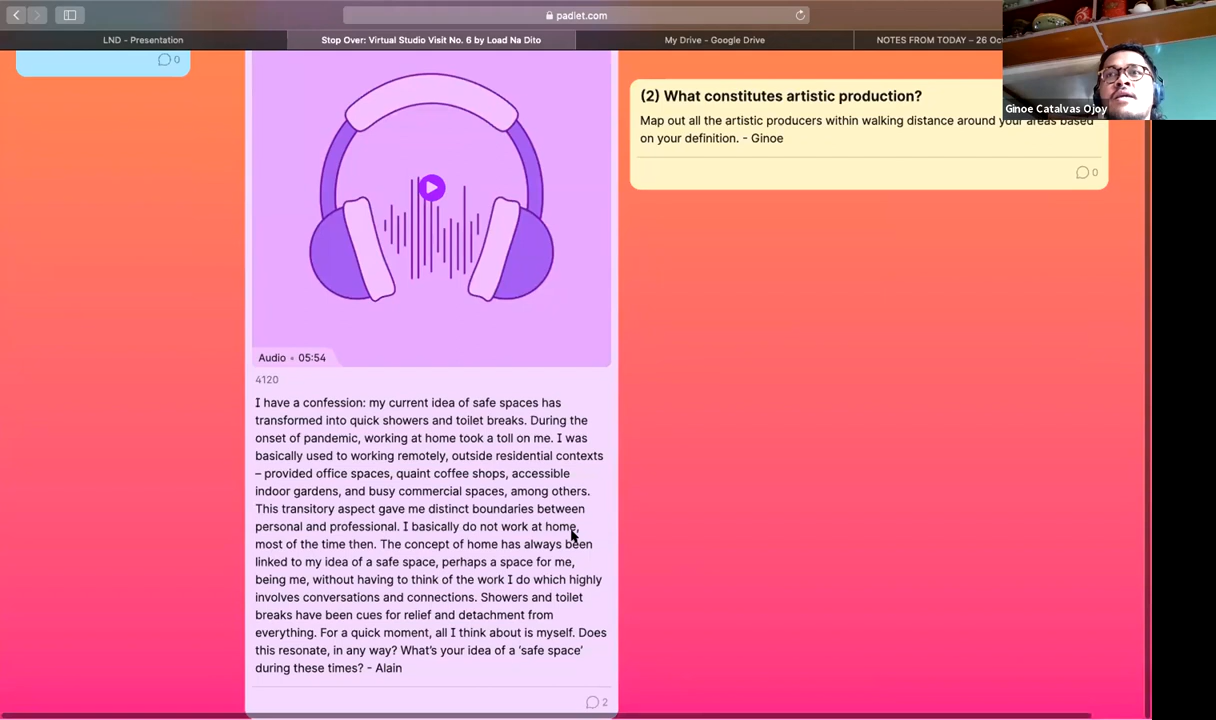 padlet.com
LND - Presentation
Stop Over: Virtual Studio Visit No. 6 by Load Na Dito
My Drive - Google Drive
NOTES FROM TODAY – 26 Oc
Ginoe Catalvas Ojoy
0
(2) What constitutes artistic production?
Map out all the artistic producers within walking distance around your areas based
on your definition. - Ginoe
0
Audio • 05:54
4120
I have a confession: my current idea of safe spaces has
transformed into quick showers and toilet breaks. During the
onset of pandemic, working at home took a toll on me. I was
basically used to working remotely, outside residential contexts
– provided office spaces, quaint coffee shops, accessible
indoor gardens, and busy commercial spaces, among others.
This transitory aspect gave me distinct boundaries between
personal and professional. I basically do not work at home,
most of the time then. The concept of home has always been
linked to my idea of a safe space, perhaps a space for me,
being me, without having to think of the work I do which highly
involves conversations and connections. Showers and toilet
breaks have been cues for relief and detachment from
everything. For a quick moment, all I think about is myself. Does
this resonate, in any way? What's your idea of a ‘safe space’
during these times? - Alain
2